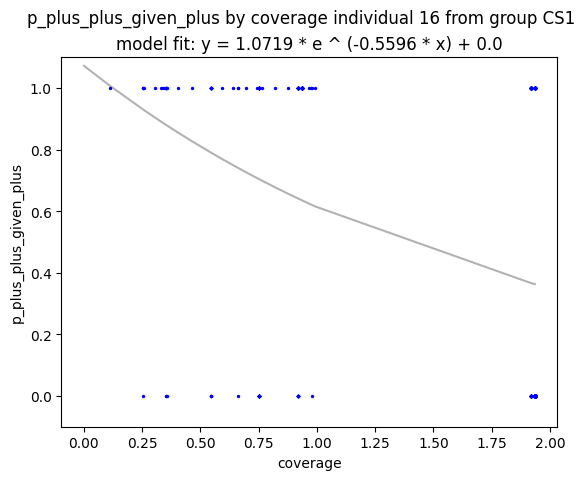 p_plus_plus_given_plus by coverage individual 16 from group CS1
model fit: y = 1.0719 * e ^ (-0.5596 * x) + 0.0
1.0
0.8
0.6
0.4
0.2
0.0
p_plus_plus_given_plus
0.00 0.25 0.50 0.75 1.00 1.25 1.50 1.75 2.00
coverage